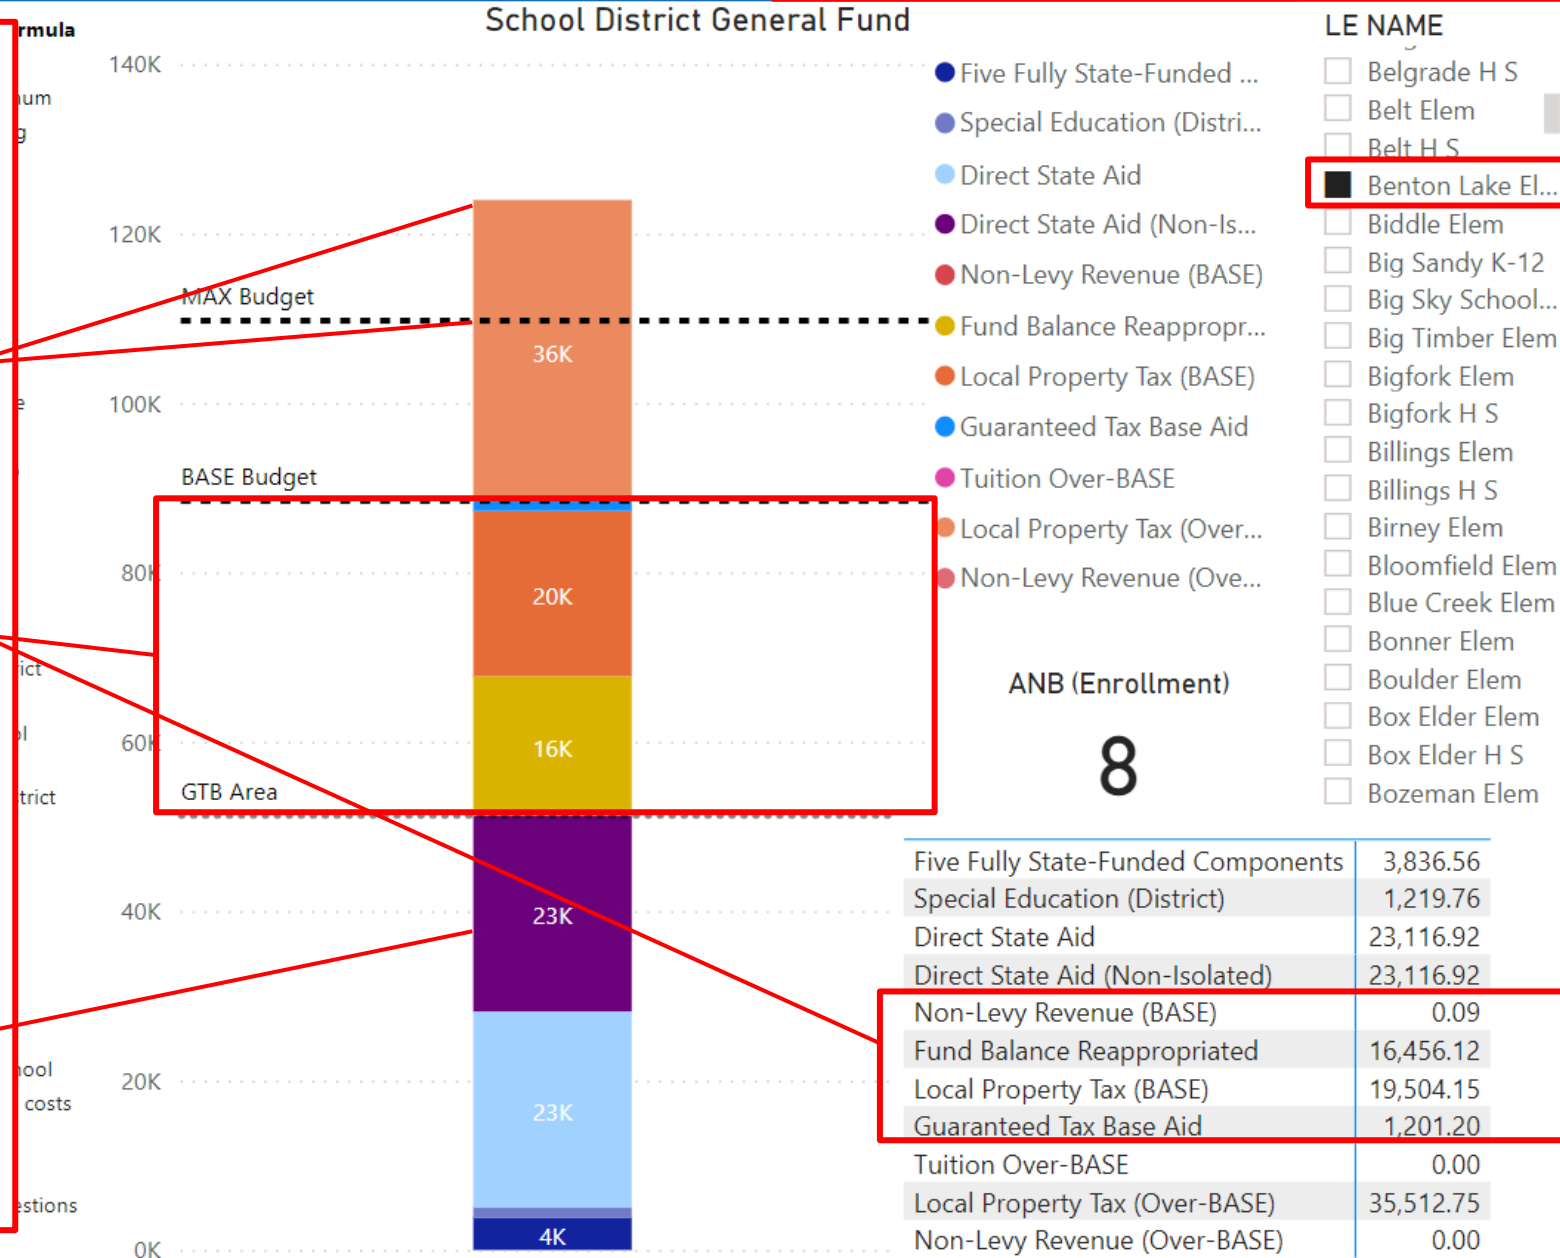 rmula
um
g
e
rict
ol
trict
ool
costs
estions
School District General Fund
140K
120K
MAX Budget
100K
BASE Budget
80K
60K
GTB Area
40K
20K
0K
36K
20K
16K
23K
23K
4K
Five Fully State-Funded ...
Special Education (Distri...
Direct State Aid
Direct State Aid (Non-Is...
Non-Levy Revenue (BASE)
Fund Balance Reappropr...
Local Property Tax (BASE)
Guaranteed Tax Base Aid
Tuition Over-BASE
Local Property Tax (Over...
Non-Levy Revenue (Ove...
LE NAME
Belgrade H S
Belt Elem
Belt H S
Benton Lake El...
Biddle Elem
Big Sandy K-12
Big Sky School...
Big Timber Elem
Bigfork Elem
Bigfork H S
Billings Elem
Billings H S
Birney Elem
Bloomfield Elem
Blue Creek Elem
Bonner Elem
Boulder Elem
Box Elder Elem
Box Elder H S
Bozeman Elem
ANB (Enrollment)
8
Five Fully State-Funded Components 3,836.56
Special Education (District) 1,219.76
Direct State Aid 23,116.92
Direct State Aid (Non-Isolated) 23,116.92
Non-Levy Revenue (BASE) 0.09
Fund Balance Reappropriated 16,456.12
Local Property Tax (BASE) 19,504.15
Guaranteed Tax Base Aid 1,201.20
Tuition Over-BASE 0.00
Local Property Tax (Over-BASE) 35,512.75
Non-Levy Revenue (Over-BASE) 0.00